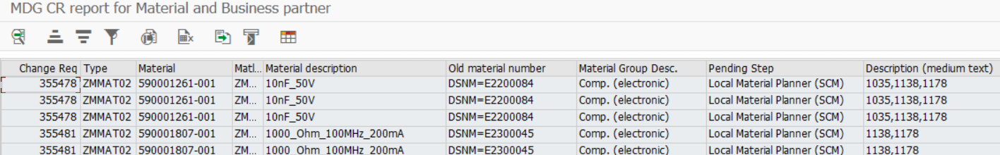 MDG CR report for Material and Business partner
Change Req Type Material Matl... Material description Old material number Material Group Desc. Pending Step Description (medium text)
355478 ZMMAT02 590001261-001 ZM... 10nF_50V DSNM=E2200084 Comp. (electronic) Local Material Planner (SCM) 1035,1138,1178
355478 ZMMAT02 590001261-001 ZM... 10nF_50V DSNM=E2200084 Comp. (electronic) Local Material Planner (SCM) 1035,1138,1178
355478 ZMMAT02 590001261-001 ZM... 10nF_50V DSNM=E2200084 Comp. (electronic) Local Material Planner (SCM) 1035,1138,1178
355481 ZMMAT02 590001807-001 ZM... 1000_Ohm_100MHz_200mA DSNM=E2300045 Comp. (electronic) Local Material Planner (SCM) 1138,1178
355481 ZMMAT02 590001807-001 ZM... 1000_Ohm_100MHz_200mA DSNM=E2300045 Comp. (electronic) Local Material Planner (SCM) 1138,1178